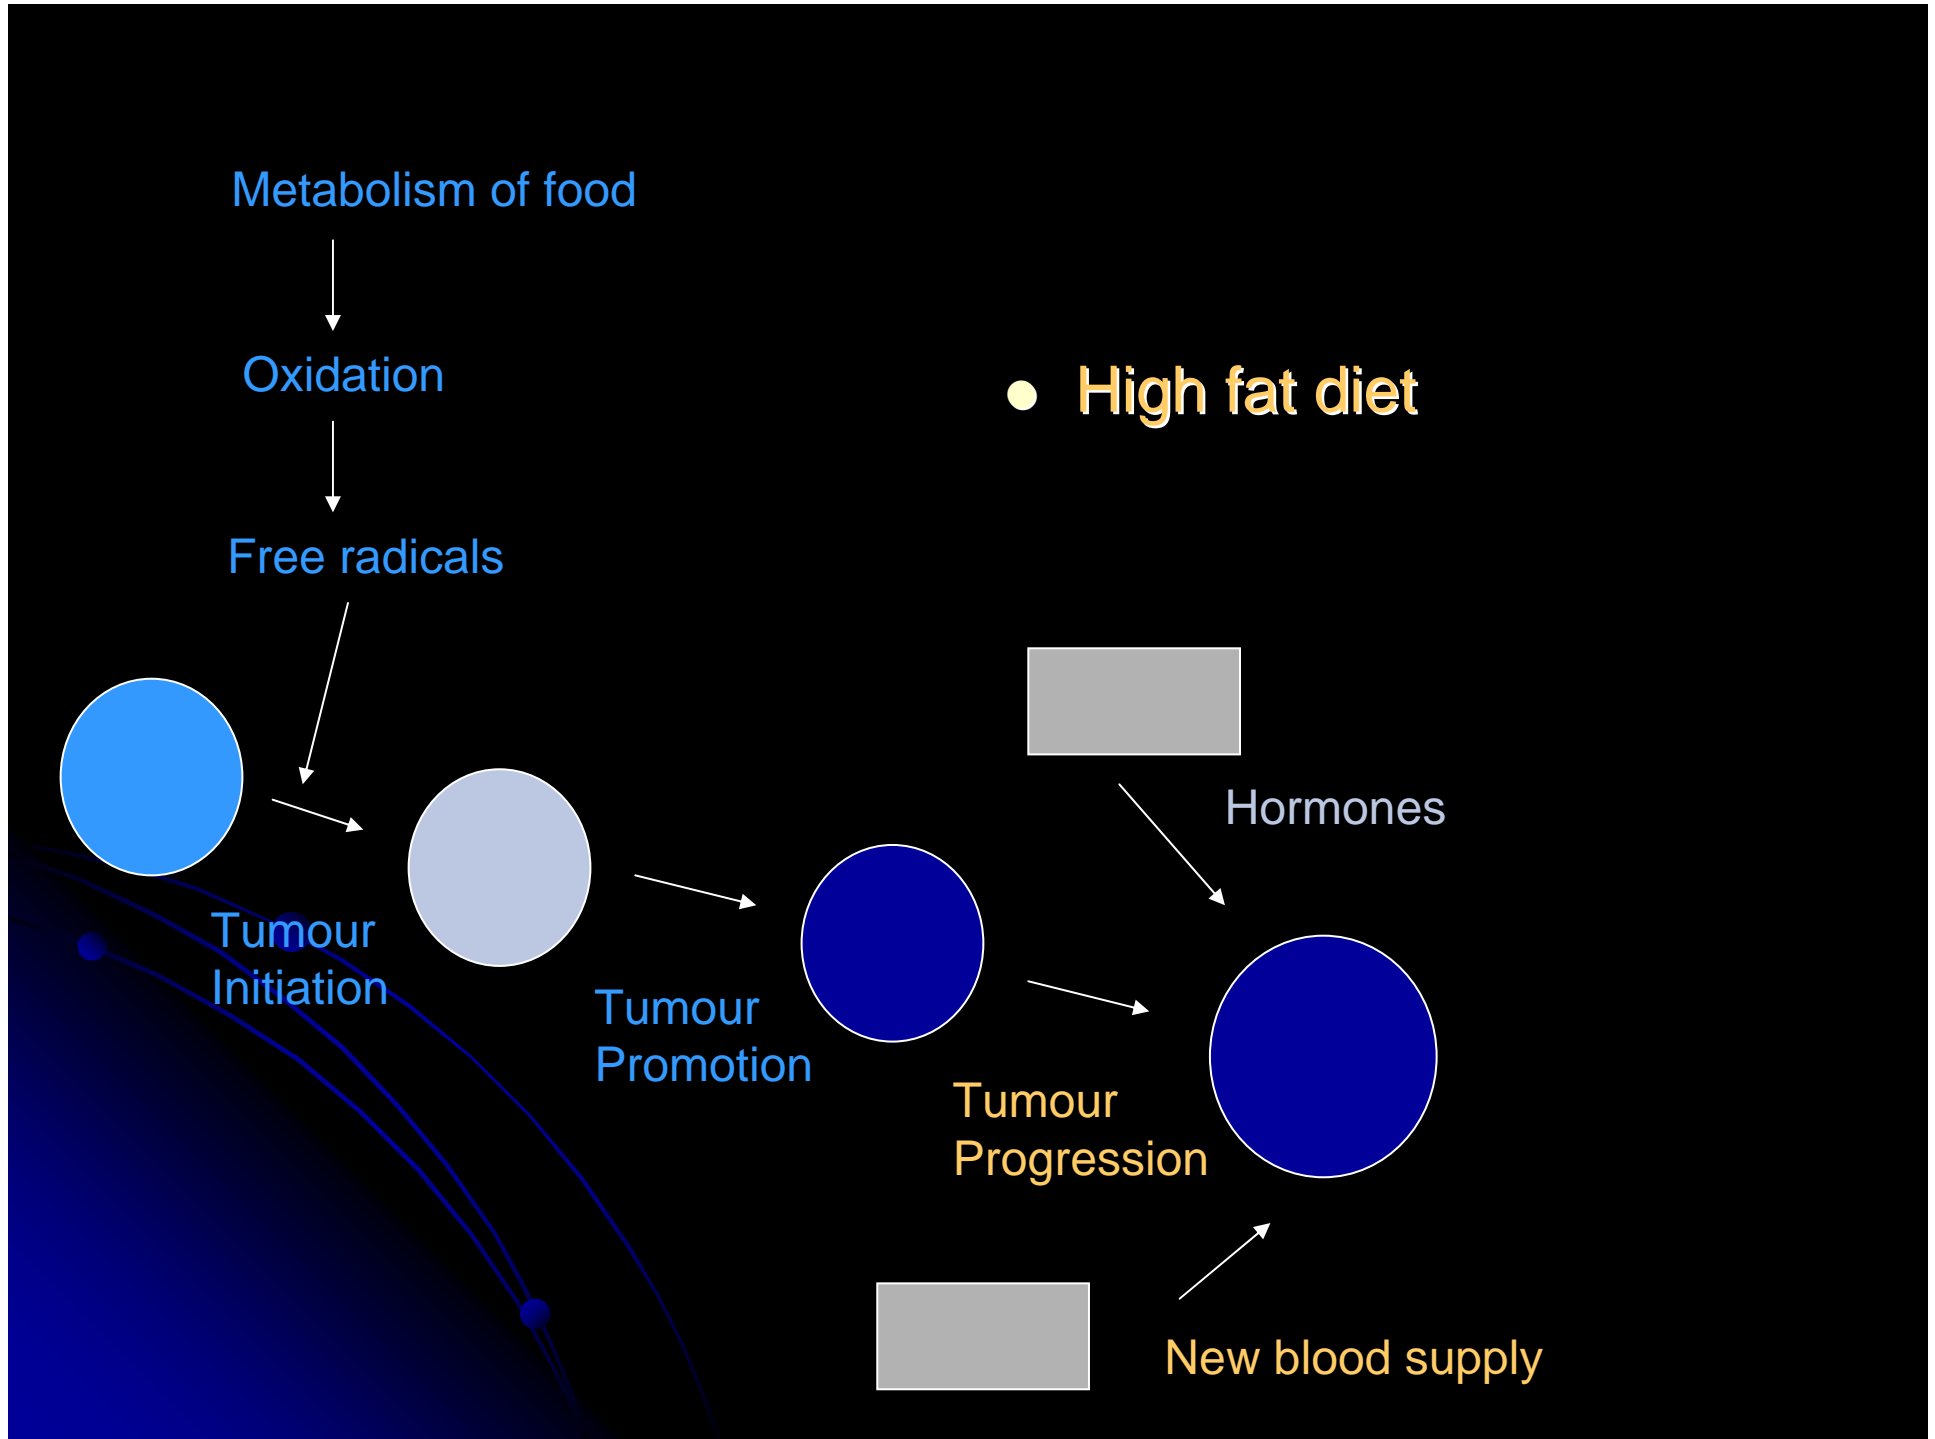 Metabolism of food
Oxidation
● High fat diet
Free radicals
Hormones
Tumour
Initiation
Tumour
Promotion
Tumour
Progression
New blood supply